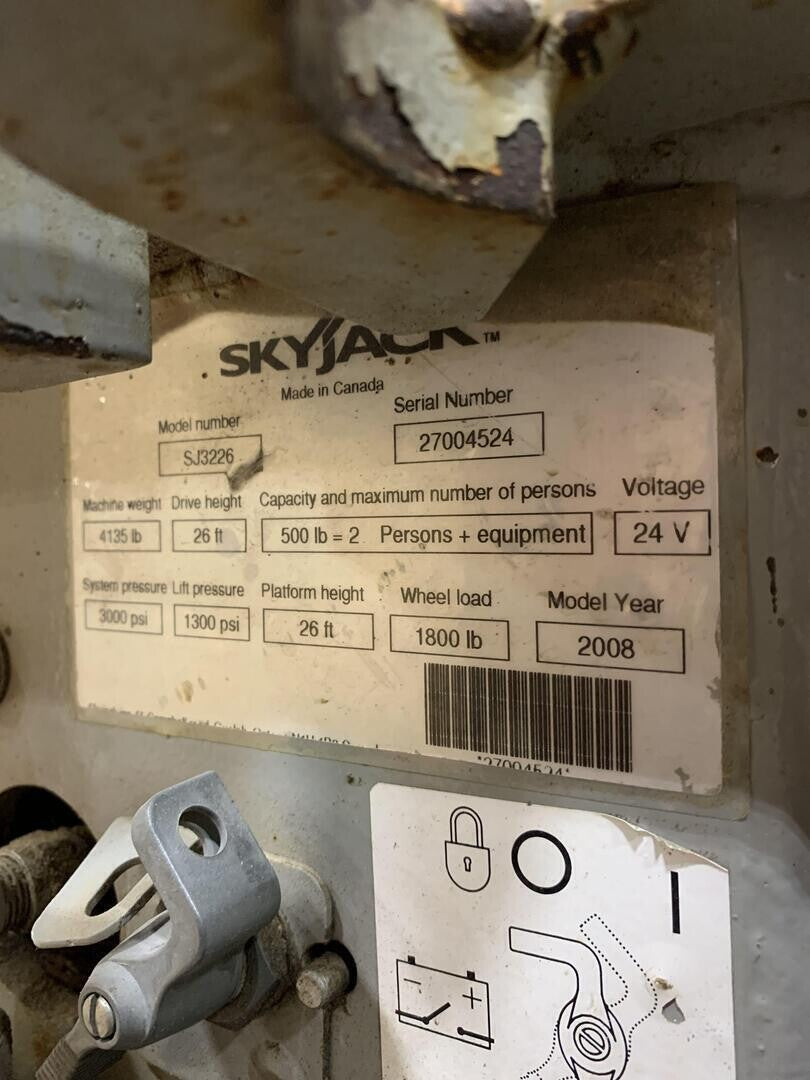 SKYJACK™
Made in Canada
Model number Serial Number
SJ3226 27004524
Machine weight Drive height Capacity and maximum number of persons Voltage
4135 lb 26 ft 500 lb = 2 Persons + equipment 24 V
System pressure Lift pressure Platform height Wheel load Model Year
3000 psi 1300 psi 26 ft 1800 lb 2008
*27004524*